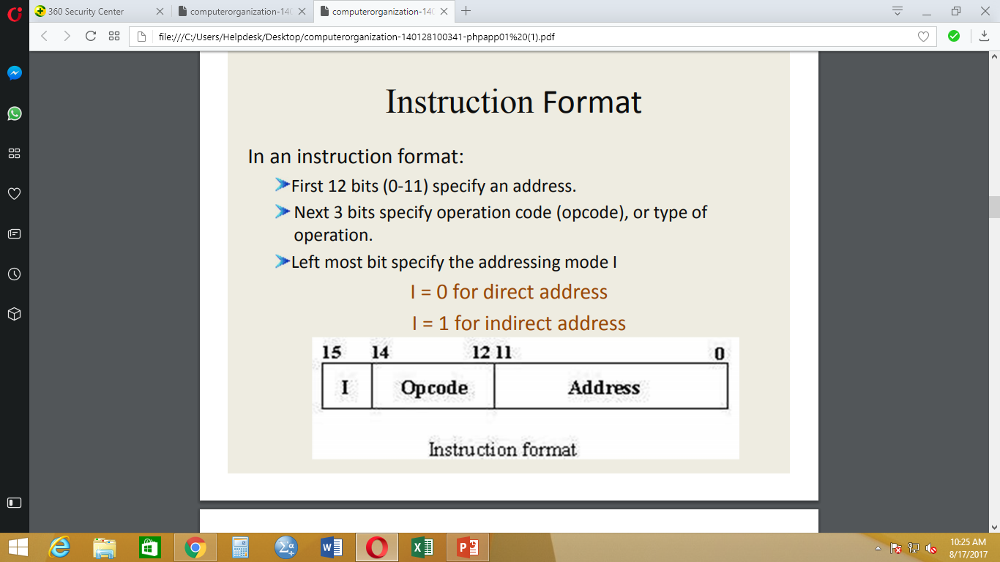 360 Security Center
computerorganization-140
computerorganization-140
file:///C:/Users/Helpdesk/Desktop/computerorganization-140128100341-phpapp01%20(1).pdf
Instruction Format
In an instruction format:
First 12 bits (0-11) specify an address.
Next 3 bits specify operation code (opcode), or type of
operation.
Left most bit specify the addressing mode I
I = 0 for direct address
I = 1 for indirect address
15 14 12 11 0
I Opcode Address
Instruction format
10:25 AM
8/17/2017